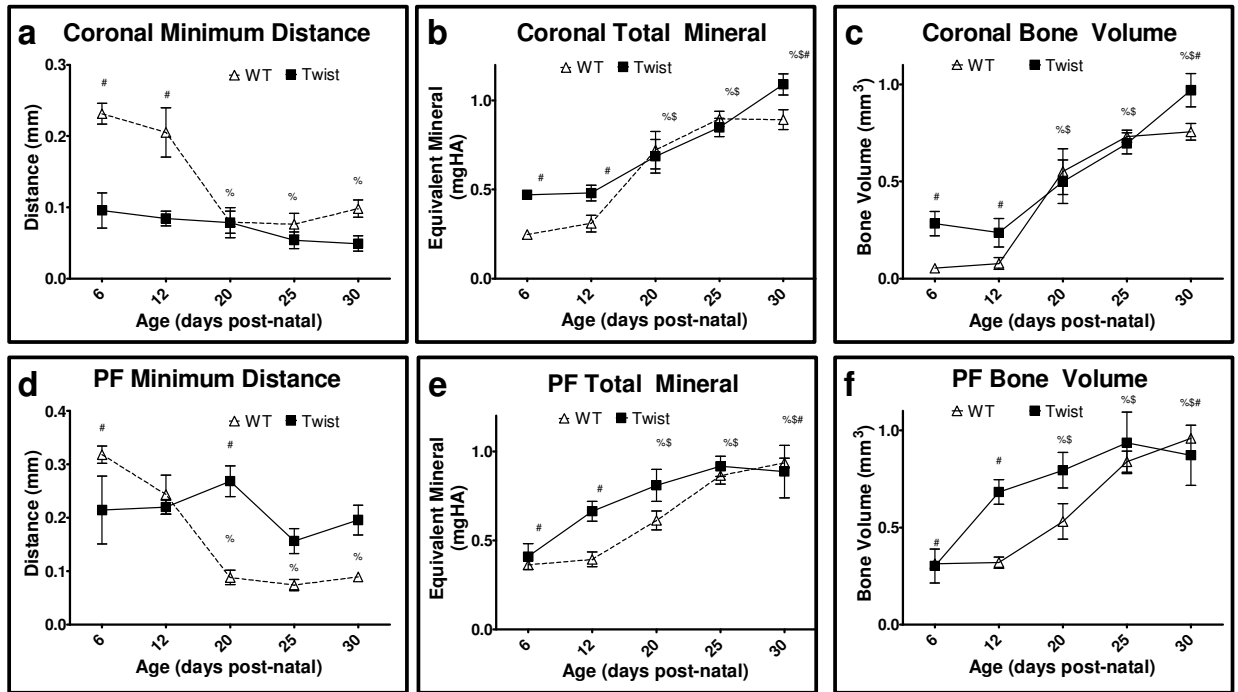 a Coronal Minimum Distance
WT Twist
Distance (mm)
0.3
0.2
0.1
0.0
# # % % %
6 12 20 25 30
Age (days post-natal)
b Coronal Total Mineral
WT Twist
Equivalent Mineral
(mgHA)
1.0
0.5
0.0
# # %$ %$ %$#
6 12 20 25 30
Age (days post-natal)
c Coronal Bone Volume
WT Twist
Bone Volume (mm³)
1.0
0.5
0.0
# # %$ %$ %$#
6 12 20 25 30
Age (days post-natal)
d PF Minimum Distance
WT Twist
Distance (mm)
0.4
0.3
0.2
0.1
0.0
# #
% % %
6 12 20 25 30
Age (days post-natal)
e PF Total Mineral
WT Twist
Equivalent Mineral
(mgHA)
1.0
0.5
0.0
# # %$ %$ %$#
6 12 20 25 30
Age (days post-natal)
f PF Bone Volume
WT Twist
Bone Volume (mm³)
1.0
0.5
0.0
# # %$ %$ %$#
6 12 20 25 30
Age (days post-natal)